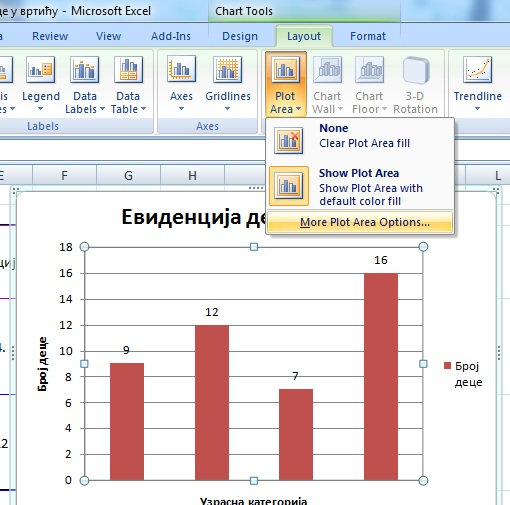 це у вртићу - Microsoft Excel
Chart Tools
a Review View Add-Ins Design Layout Format
is Legend Data Data Axes Gridlines Plot Chart Chart 3-D Trendline
es Labels Table Area Wall Floor Rotation
Labels Axes
None
Clear Plot Area fill
Show Plot Area
Show Plot Area with
default color fill
More Plot Area Options...
E F G H L
Евиденција де
18
16
14
12
10
8
6
4
2
0
9
12
7
16
Број деце
Број
деце
Узрасна категорија